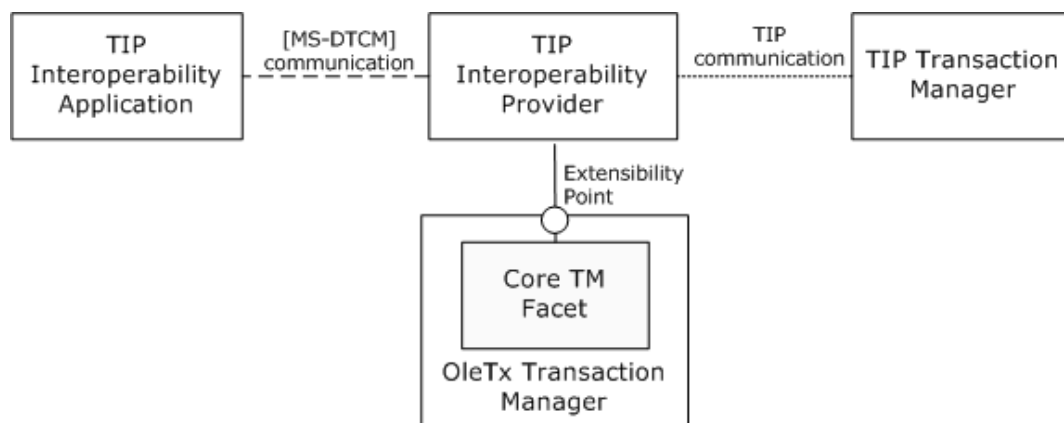 TIP
Interoperability
Application
[MS-DTCM]
communication
TIP
Interoperability
Provider
TIP
communication
TIP Transaction
Manager
Extensibility
Point
Core TM
Facet
OleTx Transaction
Manager